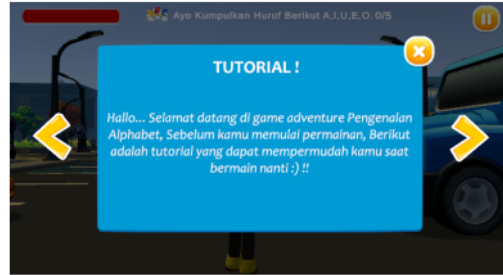 Ayo Kumpulkan Huruf Berikut A,I,U,E,O. 0/5
TUTORIAL !
Hallo... Selamat datang di game adventure Pengenalan
Alphabet, Sebelum kamu memulai permainan, Berikut
adalah tutorial yang dapat mempermudah kamu saat
bermain nanti :) !!